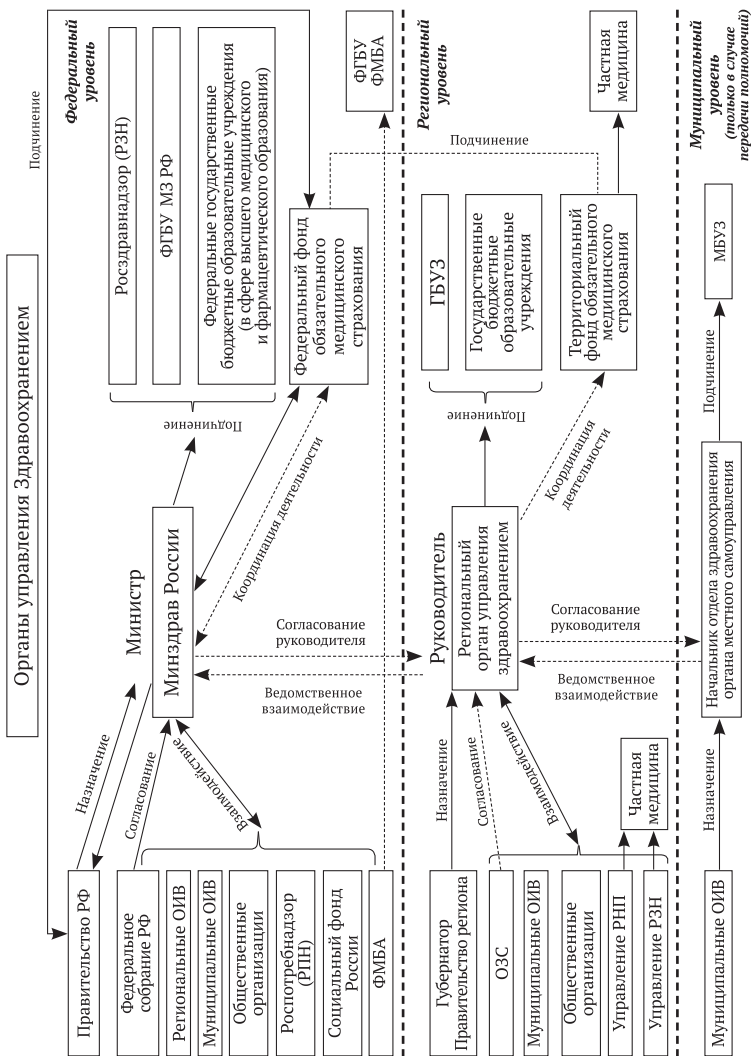 Органы управления Здравоохранением
Подчинение
Федеральный
уровень
Правительство РФ
Федеральное
собрание РФ
Региональные ОИВ
Муниципальные ОИВ
Общественные
организации
Роспотребнадзор
(РПН)
Социальный фонд
России
ФМБА
Назначение
Согласование
Взаимодействие
Министр
Минздрав России
Подчинение
Координация деятельности
Росздравнадзор (РЗН)
ФГБУ МЗ РФ
Федеральные государственные
бюджетные образовательные учреждения
(в сфере высшего медицинского
и фармацевтического образования)
Федеральный фонд
обязательного
медицинского
страхования
ФГБУ
ФМБА
Ведомственное
взаимодействие
Согласование
руководителя
Подчинение
Региональный
уровень
Губернатор
Правительство региона
ОЗС
Муниципальные ОИВ
Общественные
организации
Управление РНП
Управление РЗН
Частная
медицина
Назначение
Согласование
Взаимодействие
Руководитель
Региональный
орган управления
здравоохранением
Подчинение
Координация
деятельности
ГБУЗ
Государственные
бюджетные
образовательные
учреждения
Территориальный
фонд обязательного
медицинского
страхования
Частная
медицина
Ведомственное
взаимодействие
Согласование
руководителя
Муниципальный
уровень
(только в случае
передачи полномочий)
Муниципальные ОИВ
Назначение
Начальник отдела здравоохранения
органа местного самоуправления
Подчинение
МБУЗ